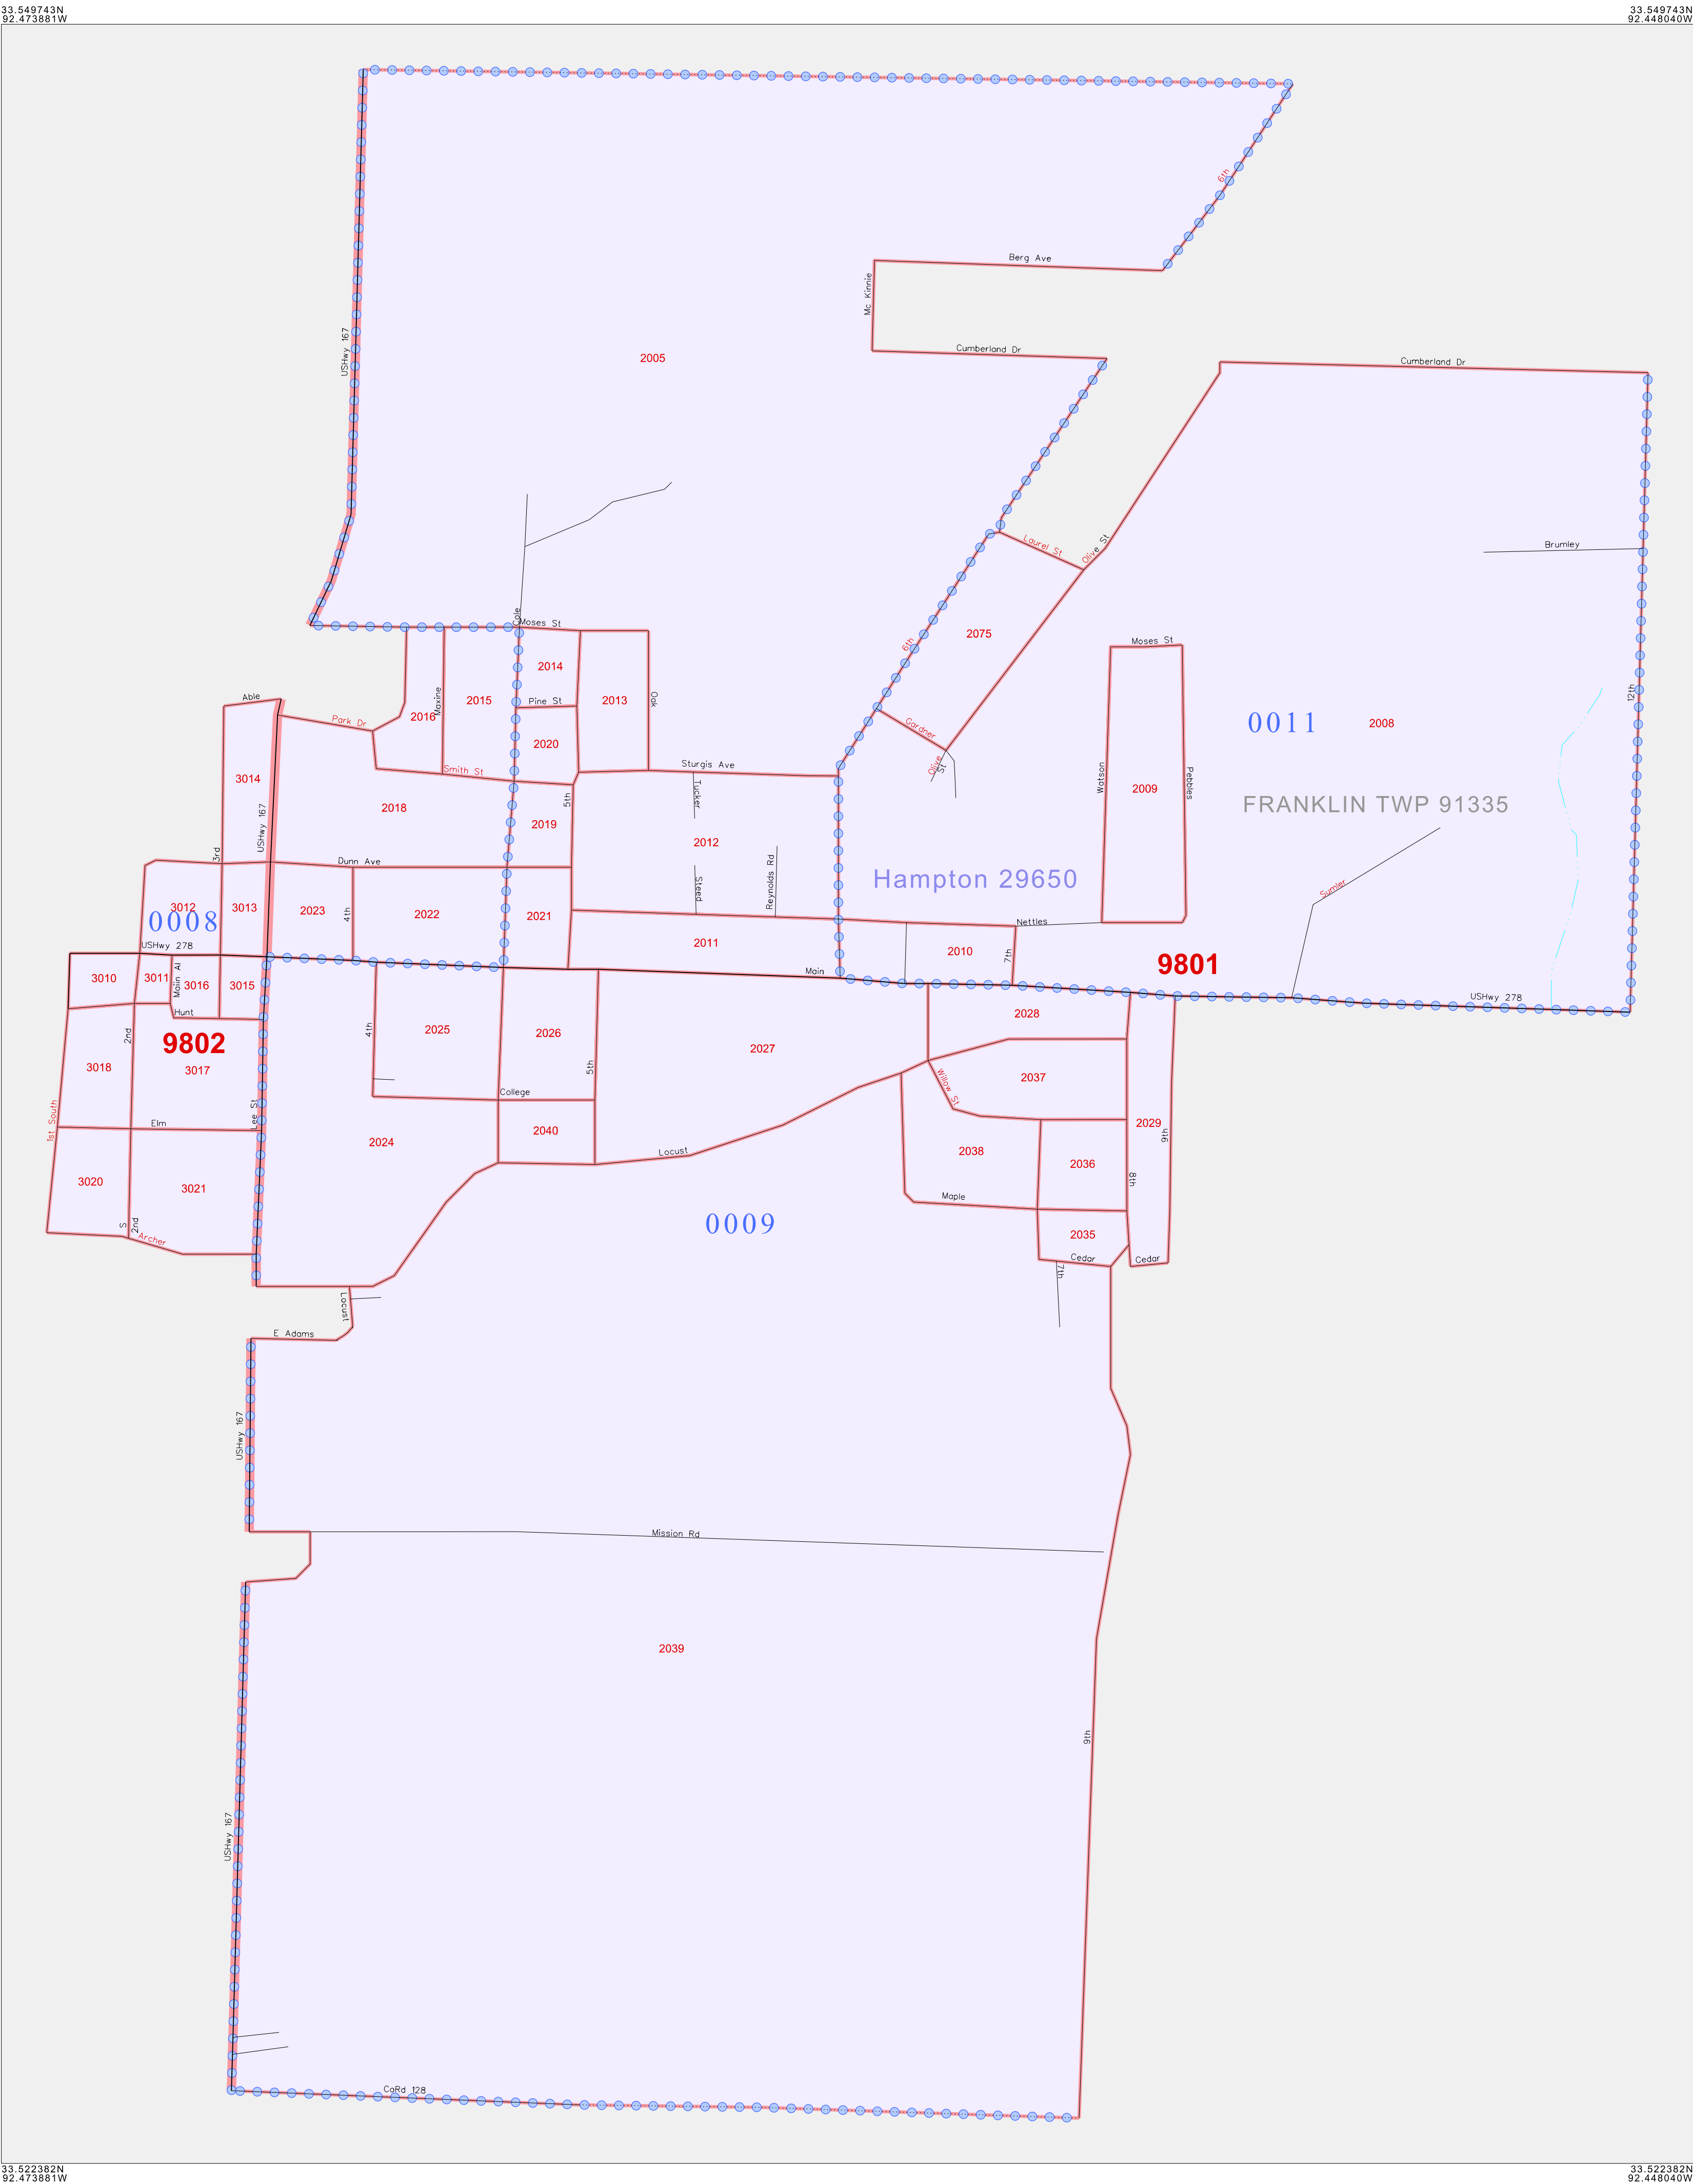 33.549743N
92.473881W
33.549743N
92.448040W
6th
Berg Ave
Mc Kinnie
USHwy 167
2005
Cumberland Dr
Cumberland Dr
Laurel St
Olive St
Brumley
Cole
Moses St
6th
2075
Moses St
2014
Able
Park Dr
2016
Maxine
2015
Pine St
2013
Oak
12th
Gardner
0011
2008
2020
Smith St
Sturgis Ave
Olive St
3014
USHwy 167
2018
5th
Tucker
Watson
2009
Pebbles
FRANKLIN TWP 91335
2019
2012
3rd
Dunn Ave
Steed
Reynolds Rd
Hampton 29650
Sumler
3012
0008
3013
2023
4th
2022
2021
Nettles
USHwy 278
2011
2010
7th
9801
Main
3010
3011
Maiin Al
3016
3015
USHwy 278
Hunt
2028
2nd
9802
4th
2025
2026
2027
3018
3017
5th
2037
Willow St
College
1st South
Elm
Lee St
2024
2040
2029
9th
Locust
2038
2036
3020
3021
Maple
8th
S 2nd
Archer
0009
2035
Cedar
Cedar
7th
Locust
E Adams
USHwy 167
Mission Rd
2039
9th
USHwy 167
CoRd 128
33.522382N
92.473881W
33.522382N
92.448040W